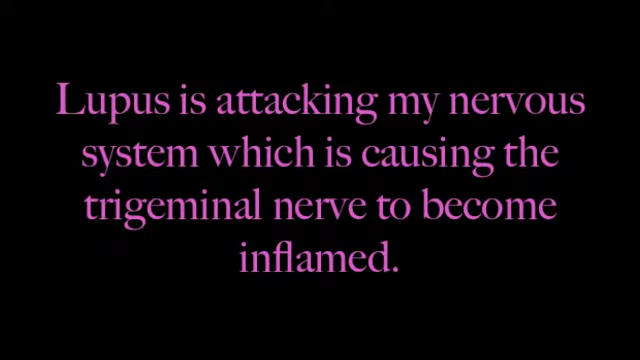 Lupus is attacking my nervous
system which is causing the
trigeminal nerve to become
inflamed.